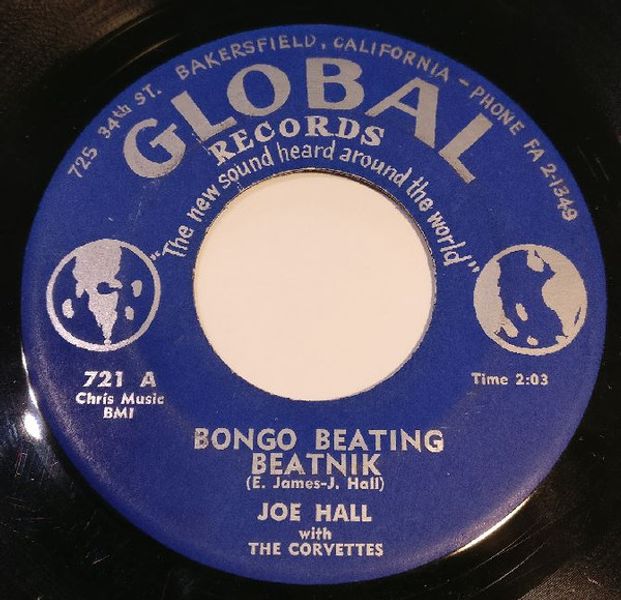 725 34th ST. BAKERSFIELD, CALIFORNIA - PHONE FA 2-1349
GLOBAL
RECORDS
"The new sound heard around the world"
721 A
Chris Music
BMI
Time 2:03
BONGO BEATING
BEATNIK
(E. James-J. Hall)
JOE HALL
with
THE CORVETTES